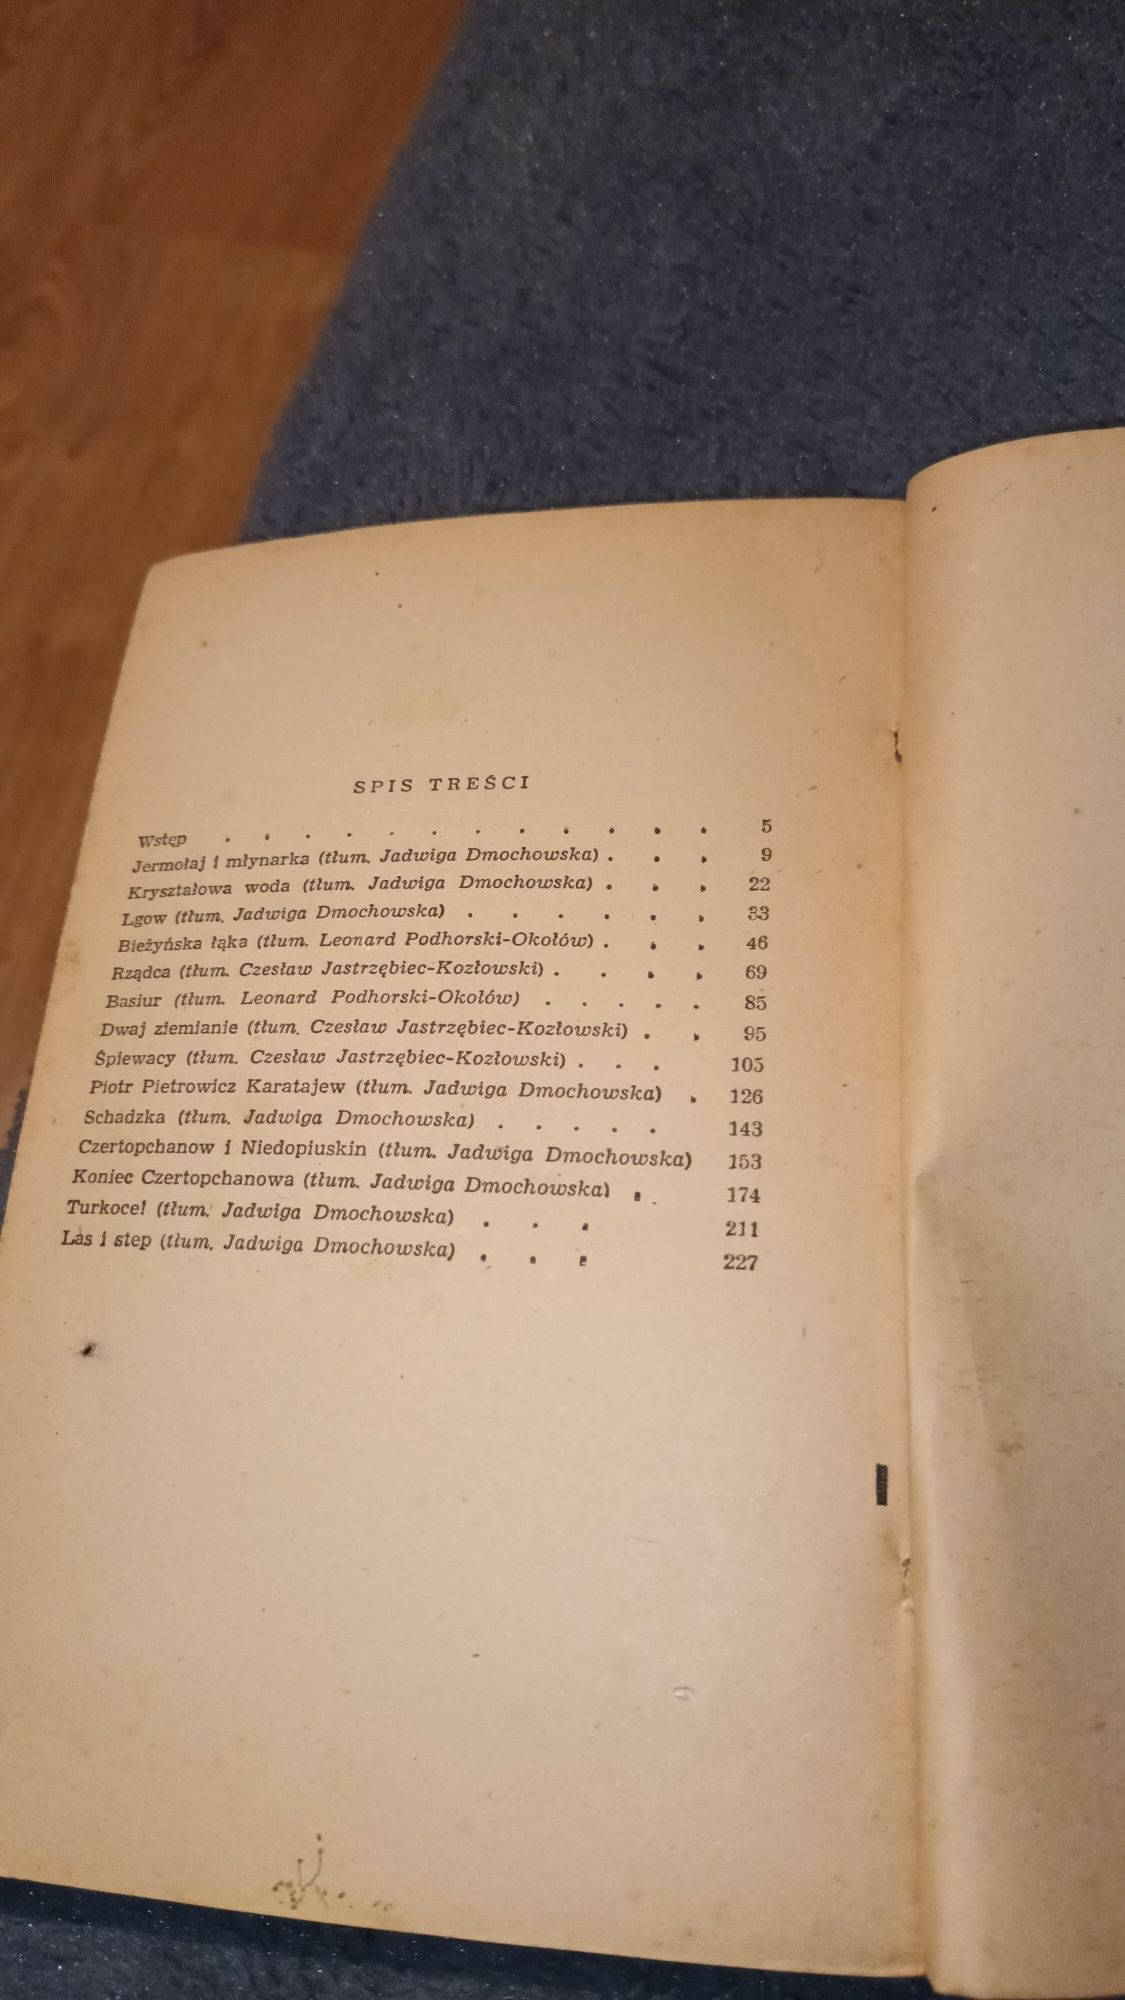 SPIS TREŚCI
Wstęp . . . . . . . . . . . . 5
Jermołaj i młynarka (tłum. Jadwiga Dmochowska) . . . 9
Kryształowa woda (tłum. Jadwiga Dmochowska) . . . 22
Lgow (tłum. Jadwiga Dmochowska) . . . . . . 33
Bieżyńska łąka (tłum. Leonard Podhorski-Okołów) . . . 46
Rządca (tłum. Czesław Jastrzębiec-Kozłowski) . . . . 69
Basiur (tłum. Leonard Podhorski-Okołów) . . . . . 85
Dwaj ziemianie (tłum. Czesław Jastrzębiec-Kozłowski) . . 95
Śpiewacy (tłum. Czesław Jastrzębiec-Kozłowski) . . . 105
Piotr Pietrowicz Karatajew (tłum. Jadwiga Dmochowska) . 126
Schadzka (tłum. Jadwiga Dmochowska) . . . . . 143
Czertopchanow i Niedopiuskin (tłum. Jadwiga Dmochowska) 153
Koniec Czertopchanowa (tłum. Jadwiga Dmochowska) . . 174
Turkoce! (tłum. Jadwiga Dmochowska) . . . 211
Las i step (tłum. Jadwiga Dmochowska) . . . 227